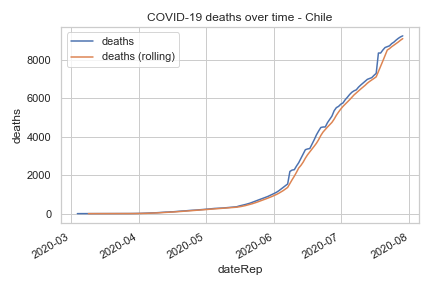 COVID-19 deaths over time - Chile
deaths
deaths (rolling)
deaths
8000
6000
4000
2000
0
2020-03
2020-04
2020-05
2020-06
2020-07
2020-08
dateRep